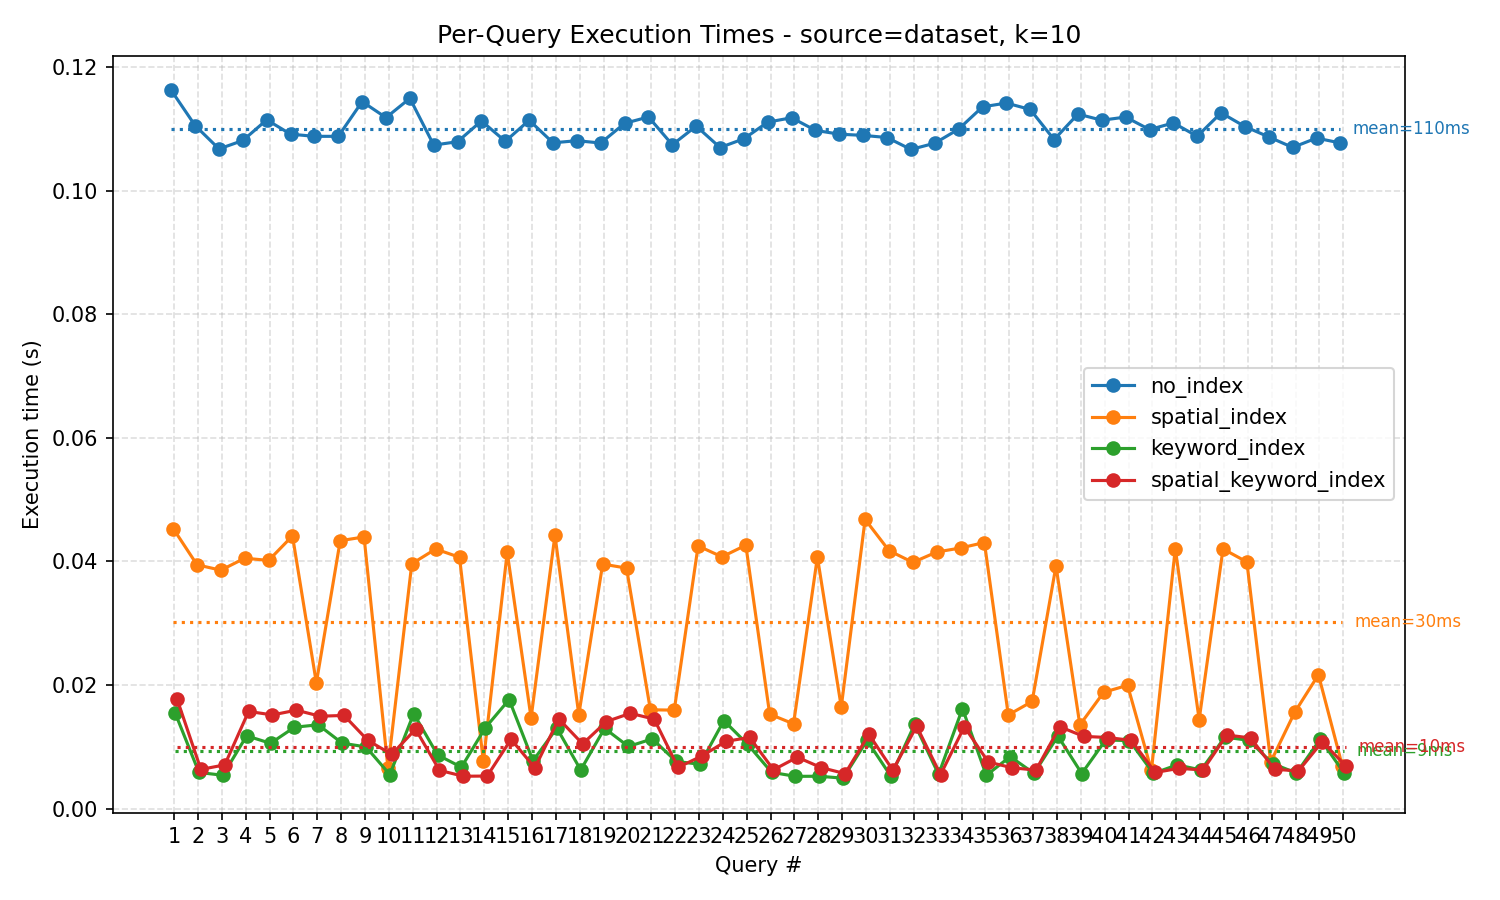 Per-Query Execution Times - source=dataset, k=10
Execution time (s)
0.12
0.10
0.08
0.06
0.04
0.02
0.00
mean=110ms
mean=30ms
mean=10ms
mean=9ms
no_index
spatial_index
keyword_index
spatial_keyword_index
1 2 3 4 5 6 7 8 9 10 11 12 13 14 15 16 17 18 19 20 21 22 23 24 25 26 27 28 29 30 31 32 33 34 35 36 37 38 39 40 41 42 43 44 45 46 47 48 49 50
Query #